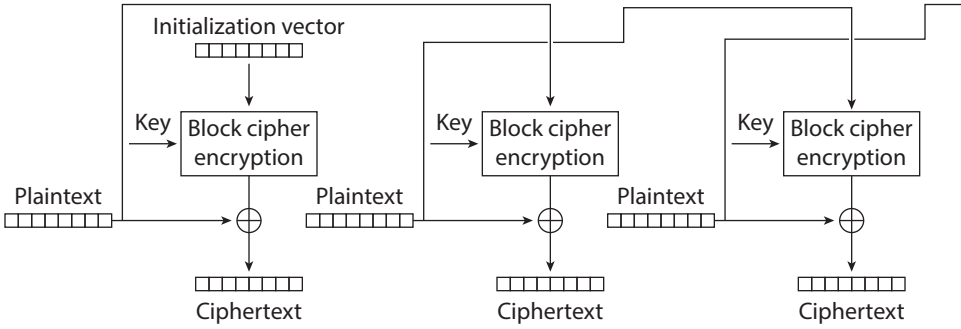 Initialization vector
Key
Block cipher
encryption
Key
Block cipher
encryption
Key
Block cipher
encryption
Plaintext
Plaintext
Plaintext
Ciphertext
Ciphertext
Ciphertext